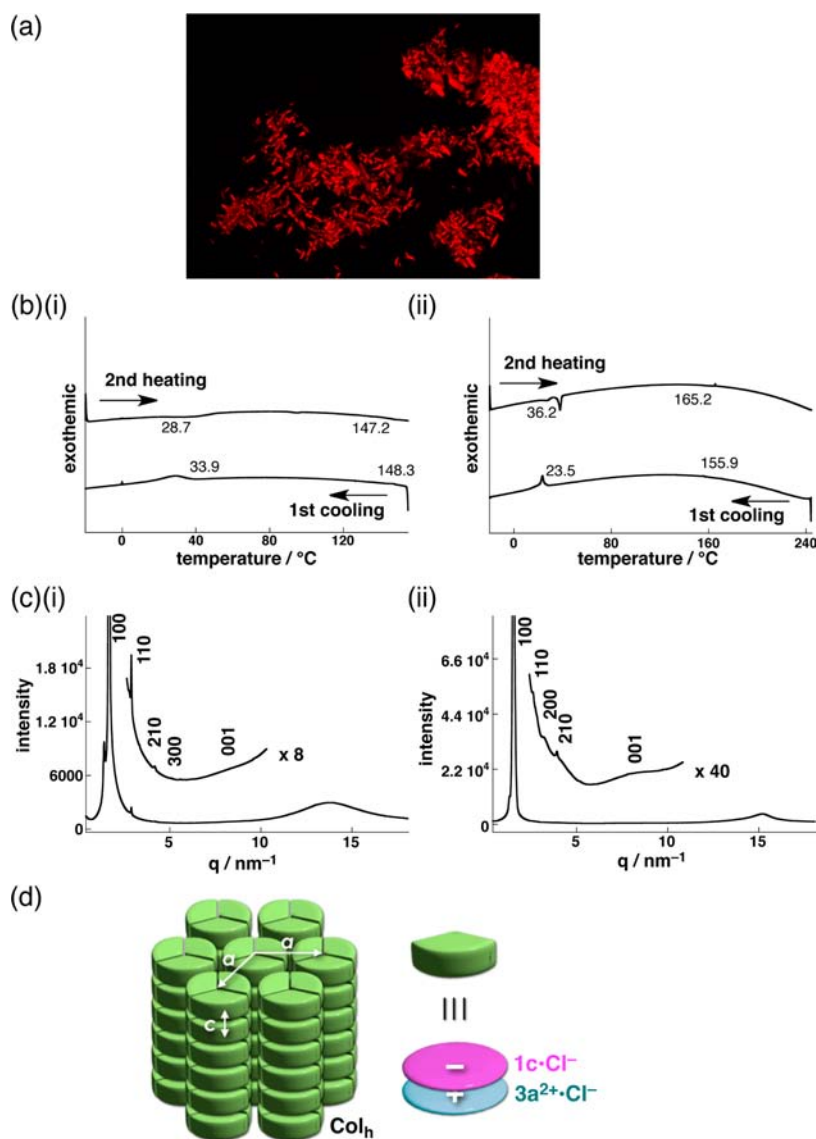 (a)
(b)(i)
exothemic
2nd heating
28.7
147.2
33.9
148.3
1st cooling
0 40 80 120
temperature / °C
(ii)
exothemic
2nd heating
36.2
165.2
23.5
155.9
1st cooling
0 80 160 240
temperature / °C
(c)(i)
intensity
1.8 10⁴
1.2 10⁴
6000
0
100
110
210
300
001
x 8
5 10 15
q / nm⁻¹
(ii)
intensity
6.6 10⁴
4.4 10⁴
2.2 10⁴
0
100
110
200
210
001
x 40
5 10 15
q / nm⁻¹
(d)
a
a
c
Colₕ
−
1c•Cl⁻
+
3a²⁺•Cl⁻